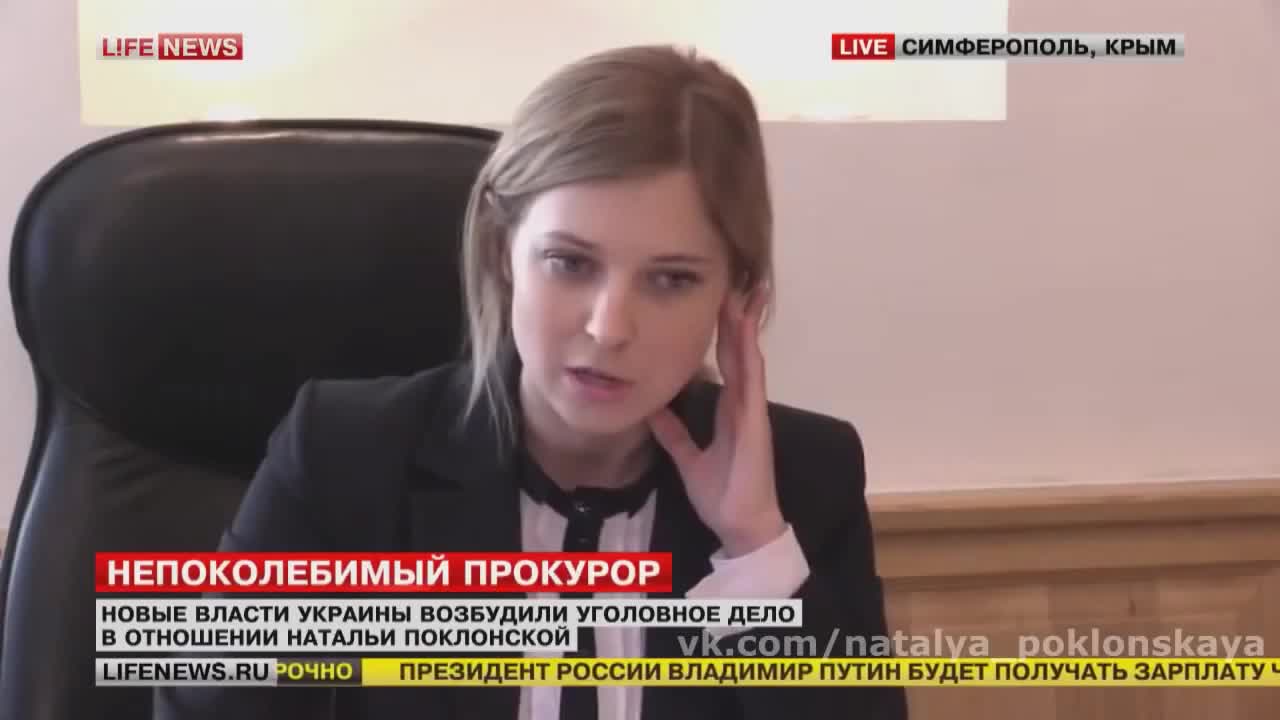 LIFE NEWS
LIVE СИМФЕРОПОЛЬ, КРЫМ
НЕПОКОЛЕБИМЫЙ ПРОКУРОР
НОВЫЕ ВЛАСТИ УКРАИНЫ ВОЗБУДИЛИ УГОЛОВНОЕ ДЕЛО
В ОТНОШЕНИИ НАТАЛЬИ ПОКЛОНСКОЙ
vk.com/natalya_poklonskaya
LIFENEWS.RU РОЧНО ПРЕЗИДЕНТ РОССИИ ВЛАДИМИР ПУТИН БУДЕТ ПОЛУЧАТЬ ЗАРПЛАТУ Ч